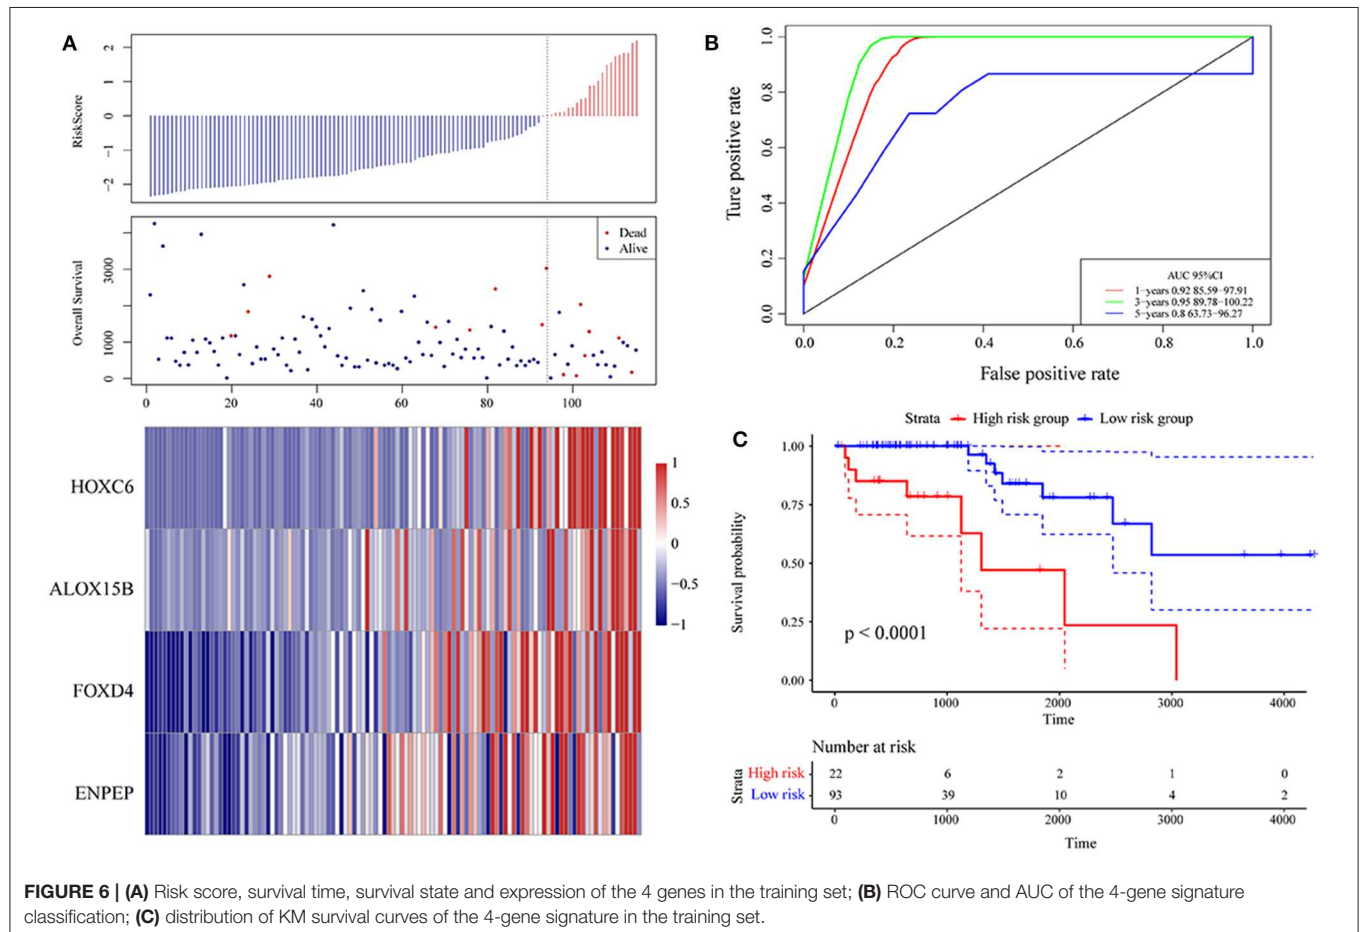 A
RiskScore
2
1
0
−1
−2
Dead
Alive
Overall Survival
3000
1000
0
0 20 40 60 80 100
HOXC6
ALOX15B
FOXD4
ENPEP
1
0.5
0
−0.5
−1
B
Ture positive rate
1.0
0.8
0.6
0.4
0.2
0.0
AUC 95%CI
1−years 0.92 85.59−97.91
3−years 0.95 89.78−100.22
5−years 0.8 63.73−96.27
0.0 0.2 0.4 0.6 0.8 1.0
False positive rate
C
Strata High risk group Low risk group
Survival probability
1.00
0.75
0.50
0.25
0.00
p < 0.0001
0 1000 2000 3000 4000
Time
Number at risk
Strata
High risk 22 6 2 1 0
Low risk 93 39 10 4 2
0 1000 2000 3000 4000
Time
FIGURE 6 | (A) Risk score, survival time, survival state and expression of the 4 genes in the training set; (B) ROC curve and AUC of the 4-gene signature
classification; (C) distribution of KM survival curves of the 4-gene signature in the training set.